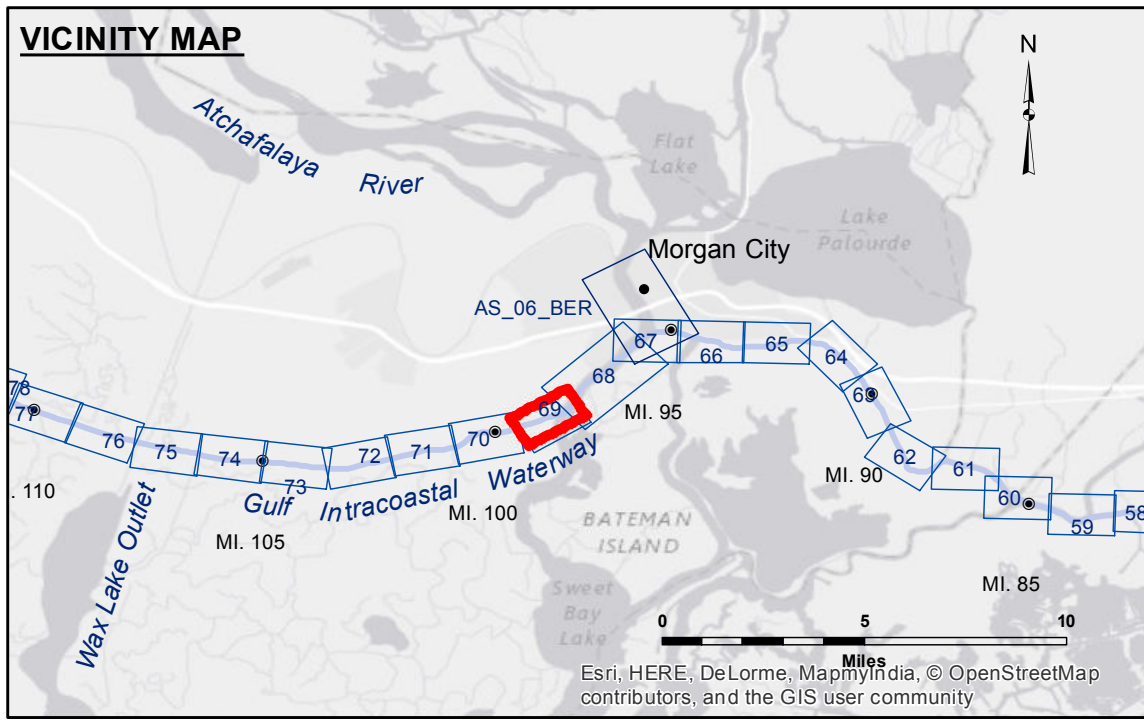 VICINITY MAP
N
Atchafalaya
River
Flat
Lake
Lake
Palourde
Morgan City
AS_06_BER
67
66
65
64
68
63
78
77
69
MI. 95
70
76
75
74
73
72
71
62
61
60
59
58
MI. 90
. 110
Gulf
Intracoastal
Waterway
MI. 100
MI. 105
BATEMAN
ISLAND
Wax Lake Outlet
Sweet
Bay
Lake
MI. 85
0
5
10
Miles
Esri, HERE, DeLorme, MapmyIndia, © OpenStreetMap
contributors, and the GIS user community